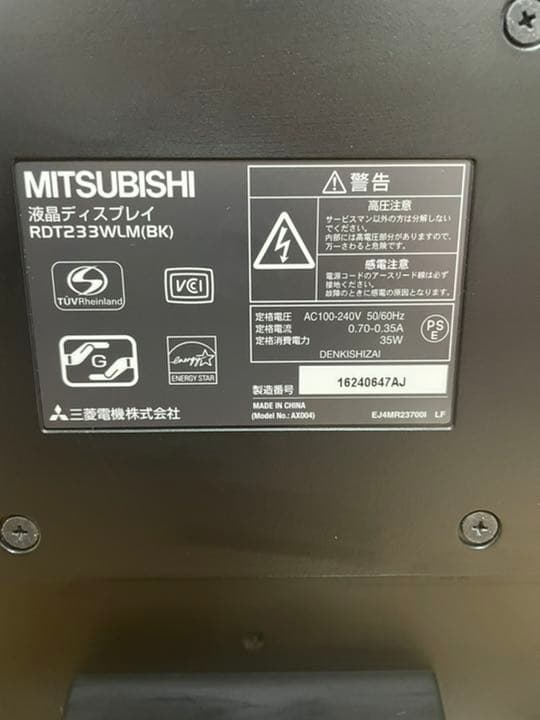 MITSUBISHI
液晶ディスプレイ
RDT233WLM(BK)
TÜVRheinland
VCCI
G
energy
ENERGY STAR
三菱電機株式会社
警告
高圧注意
サービスマン以外の方は分解しない
でください。
内部には高電圧部分がありますので、
万一さわると危険です。
感電注意
電源コードのアースリード線は必ず
接地ください。
故障のときに感電の原因となります。
定格電圧 AC100-240V 50/60Hz
定格電流 0.70-0.35A
定格消費電力 35W
PS
E
DENKISHIZAI
製造番号 16240647AJ
MADE IN CHINA
(Model No.: AX004) EJ4MR23700I LF